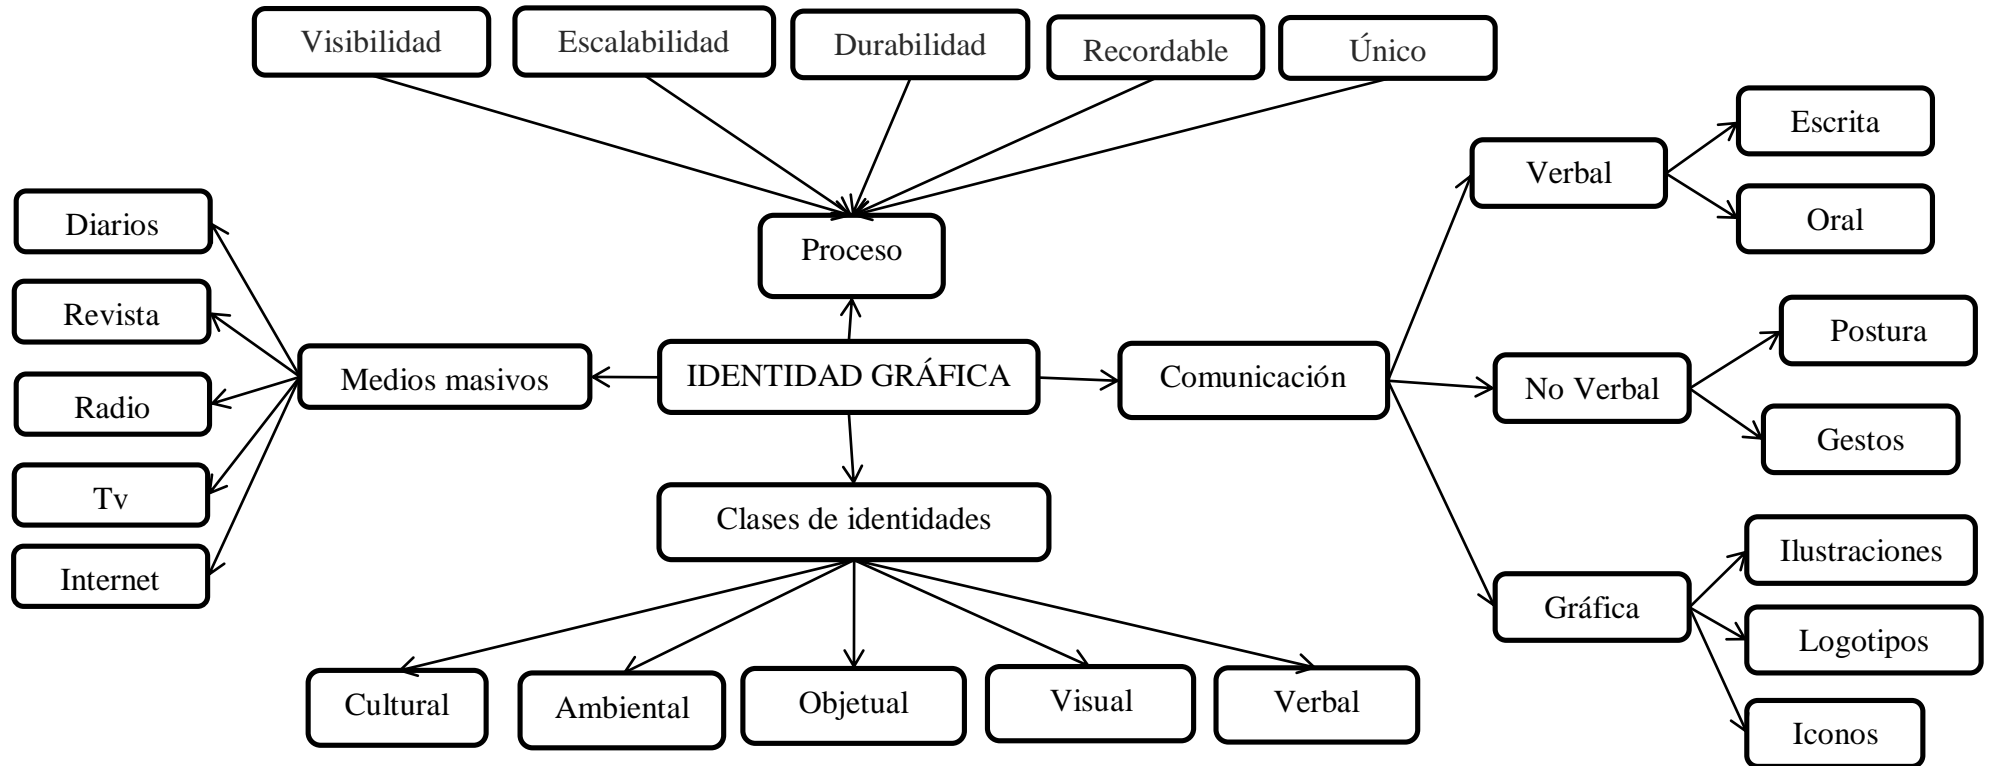 Visibilidad
Escalabilidad
Durabilidad
Recordable
Único
Proceso
Diarios
Revista
Radio
Tv
Internet
Medios masivos
IDENTIDAD GRÁFICA
Comunicación
Verbal
Escrita
Oral
No Verbal
Postura
Gestos
Gráfica
Ilustraciones
Logotipos
Iconos
Clases de identidades
Cultural
Ambiental
Objetual
Visual
Verbal